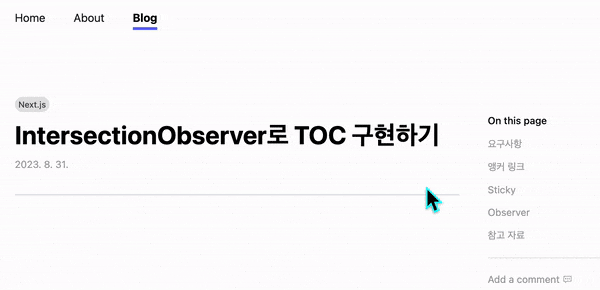 Home About Blog
Next.js
IntersectionObserver로 TOC 구현하기
2023. 8. 31.
On this page
요구사항
앵커 링크
Sticky
Observer
참고 자료
Add a comment